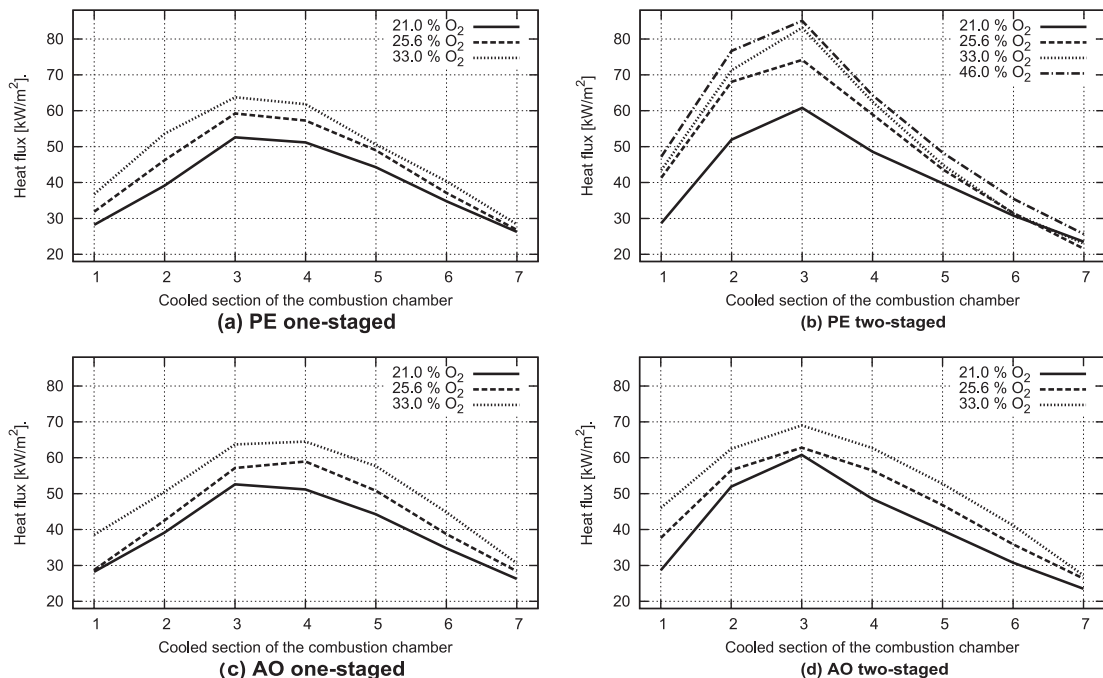 80
70
60
50
40
30
20
Heat flux [kW/m²].
21.0 % O₂
25.6 % O₂
33.0 % O₂
1 2 3 4 5 6 7
Cooled section of the combustion chamber
(a) PE one-staged
80
70
60
50
40
30
20
Heat flux [kW/m²].
21.0 % O₂
25.6 % O₂
33.0 % O₂
46.0 % O₂
1 2 3 4 5 6 7
Cooled section of the combustion chamber
(b) PE two-staged
80
70
60
50
40
30
20
Heat flux [kW/m²].
21.0 % O₂
25.6 % O₂
33.0 % O₂
1 2 3 4 5 6 7
Cooled section of the combustion chamber
(c) AO one-staged
80
70
60
50
40
30
20
Heat flux [kW/m²].
21.0 % O₂
25.6 % O₂
33.0 % O₂
1 2 3 4 5 6 7
Cooled section of the combustion chamber
(d) AO two-staged